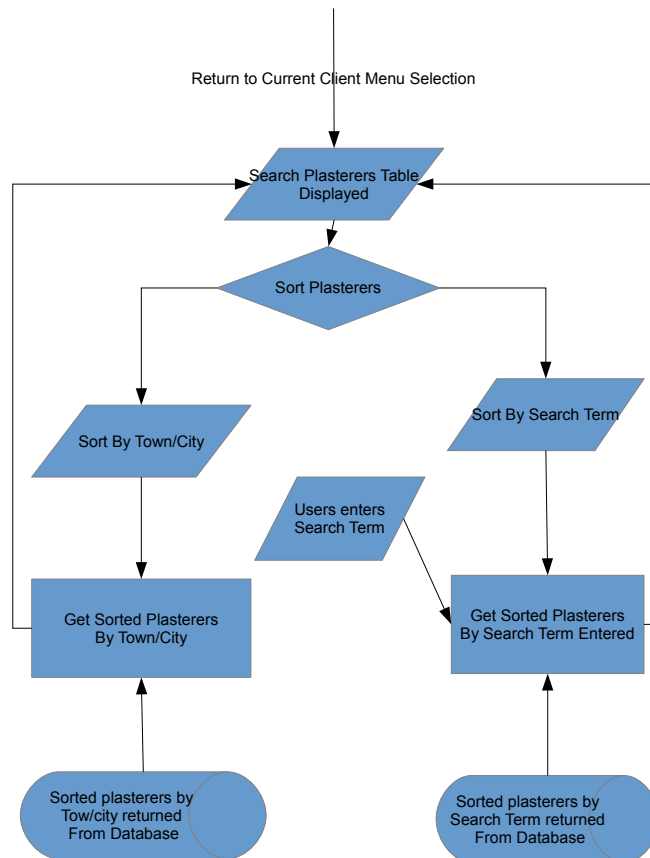 Return to Current Client Menu Selection
Search Plasterers Table
Displayed
Sort Plasterers
Sort By Town/City
Sort By Search Term
Users enters
Search Term
Get Sorted Plasterers
By Town/City
Get Sorted Plasterers
By Search Term Entered
Sorted plasterers by
Tow/city returned
From Database
Sorted plasterers by
Search Term returned
From Database